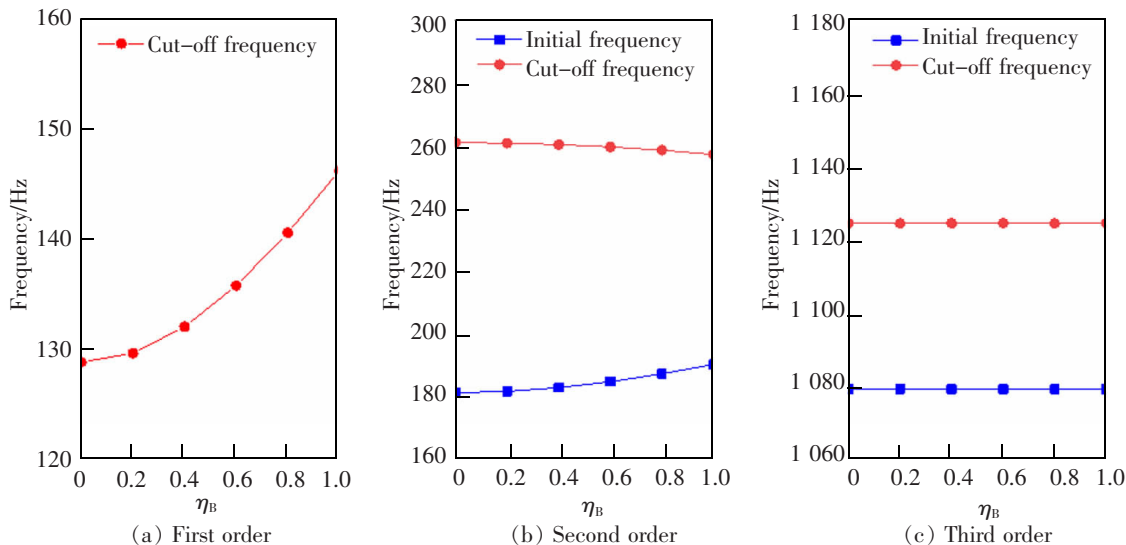 160
150
140
130
120
Frequency/Hz
Cut-off frequency
0
0.2
0.4
0.6
0.8
1.0
ηB
(a) First order
300
280
260
240
220
200
180
160
Frequency/Hz
Initial frequency
Cut-off frequency
0
0.2
0.4
0.6
0.8
1.0
ηB
(b) Second order
1 180
1 160
1 140
1 120
1 100
1 080
1 060
Frequency/Hz
Initial frequency
Cut-off frequency
0
0.2
0.4
0.6
0.8
1.0
ηB
(c) Third order